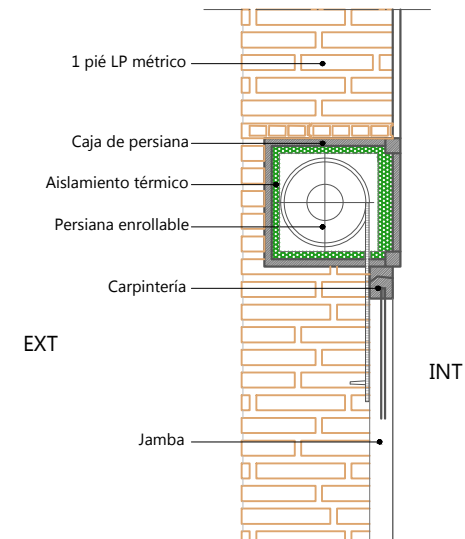 1 pié LP métrico
Caja de persiana
Aislamiento térmico
Persiana enrollable
Carpintería
EXT
INT
Jamba